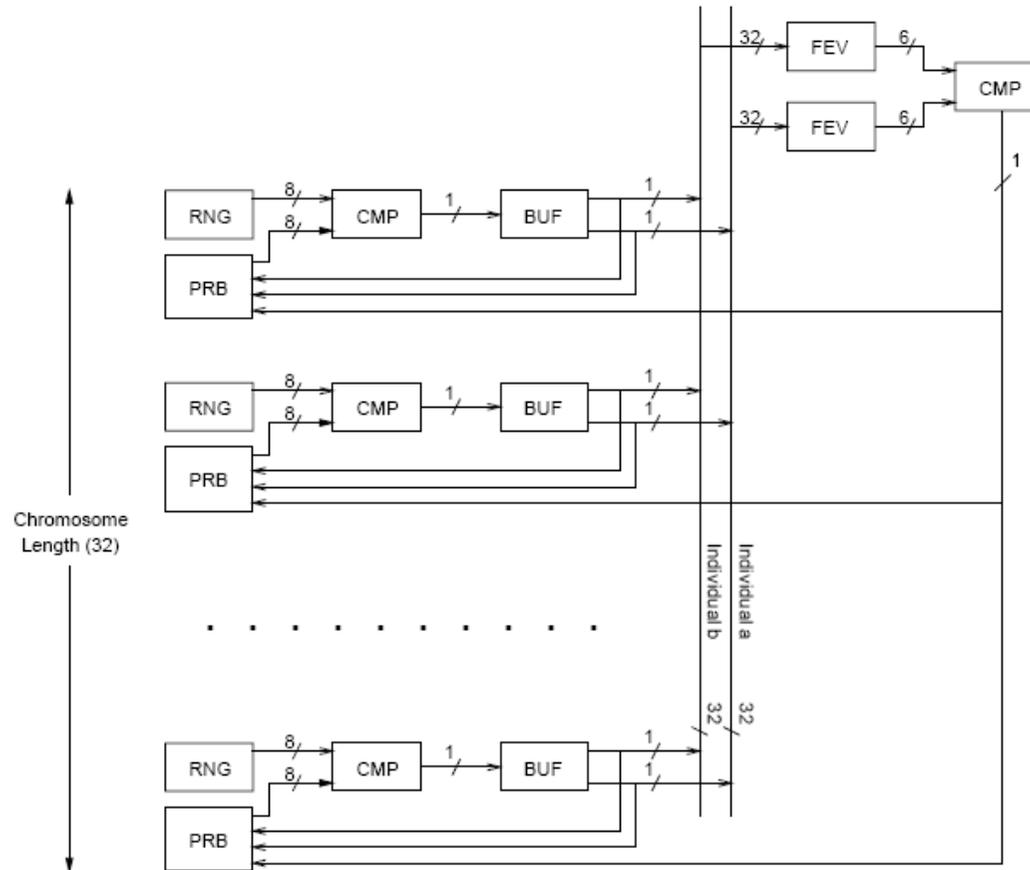 32
FEV
6
CMP
32
FEV
6
1
RNG
8
CMP
1
BUF
1
8
1
PRB
RNG
8
CMP
1
BUF
1
8
1
PRB
Chromosome
Length (32)
Individual b
Individual a
32
32
. . . . . . . . . .
RNG
8
CMP
1
BUF
1
8
1
PRB